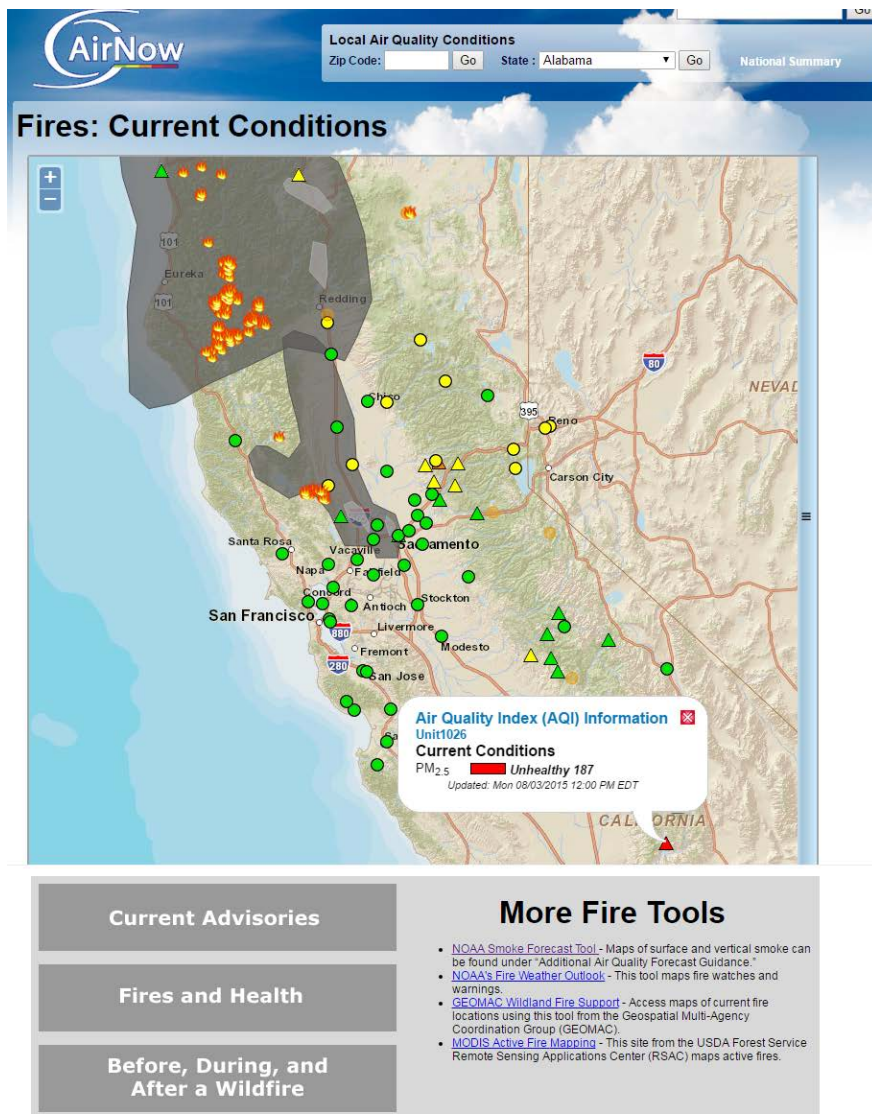 Go
AirNow
Local Air Quality Conditions
Zip Code: Go State : Alabama Go National Summary
Fires: Current Conditions
+
−
101
Eureka
101
Redding
80
NEVAD
Chico
395
Reno
Carson City
Santa Rosa
Vacaville
Sacramento
Napa
Fairfield
Concord
Antioch
Stockton
San Francisco
880
Livermore
Modesto
Fremont
280
San Jose
Sa
Air Quality Index (AQI) Information
Unit1026
Current Conditions
PM2.5 Unhealthy 187
Updated: Mon 08/03/2015 12:00 PM EDT
CALIFORNIA
Current Advisories
Fires and Health
Before, During, and
After a Wildfire
More Fire Tools
• NOAA Smoke Forecast Tool - Maps of surface and vertical smoke can
be found under “Additional Air Quality Forecast Guidance.”
• NOAA's Fire Weather Outlook - This tool maps fire watches and
warnings.
• GEOMAC Wildland Fire Support - Access maps of current fire
locations using this tool from the Geospatial Multi-Agency
Coordination Group (GEOMAC).
• MODIS Active Fire Mapping - This site from the USDA Forest Service
Remote Sensing Applications Center (RSAC) maps active fires.